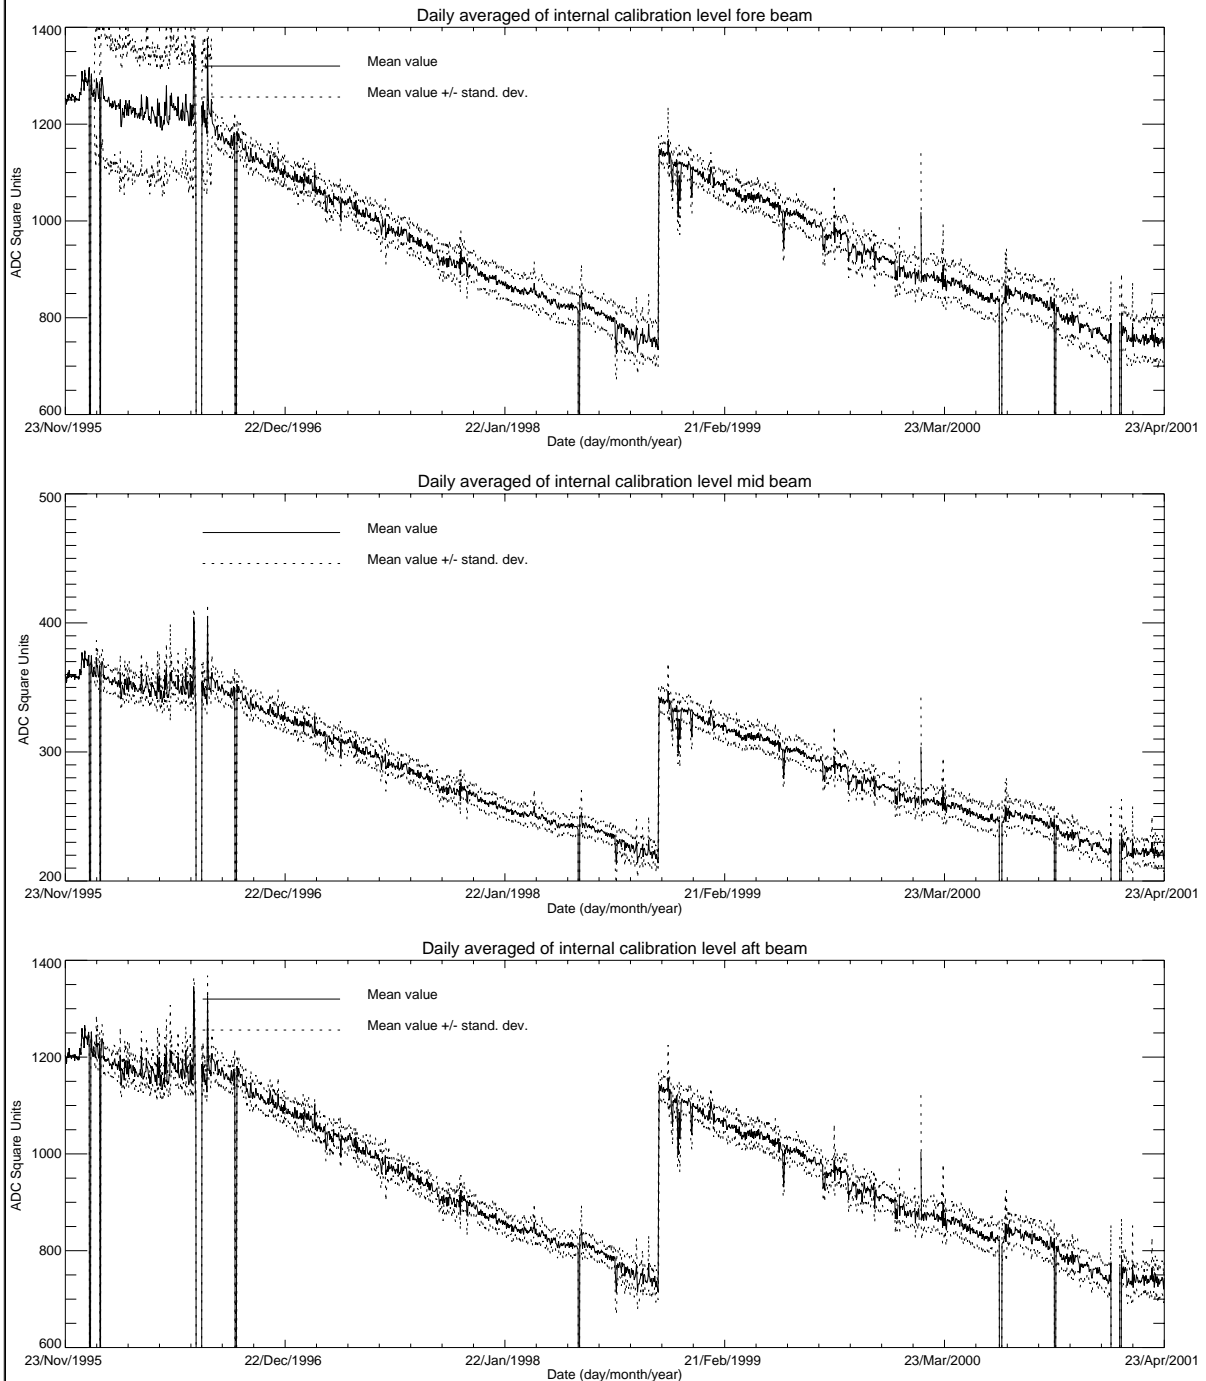 Daily averaged of internal calibration level fore beam
1400
1200
1000
800
600
ADC Square Units
Mean value
Mean value +/- stand. dev.
23/Nov/1995 22/Dec/1996 22/Jan/1998 21/Feb/1999 23/Mar/2000 23/Apr/2001
Date (day/month/year)
Daily averaged of internal calibration level mid beam
500
400
300
200
ADC Square Units
Mean value
Mean value +/- stand. dev.
23/Nov/1995 22/Dec/1996 22/Jan/1998 21/Feb/1999 23/Mar/2000 23/Apr/2001
Date (day/month/year)
Daily averaged of internal calibration level aft beam
1400
1200
1000
800
600
ADC Square Units
Mean value
Mean value +/- stand. dev.
23/Nov/1995 22/Dec/1996 22/Jan/1998 21/Feb/1999 23/Mar/2000 23/Apr/2001
Date (day/month/year)